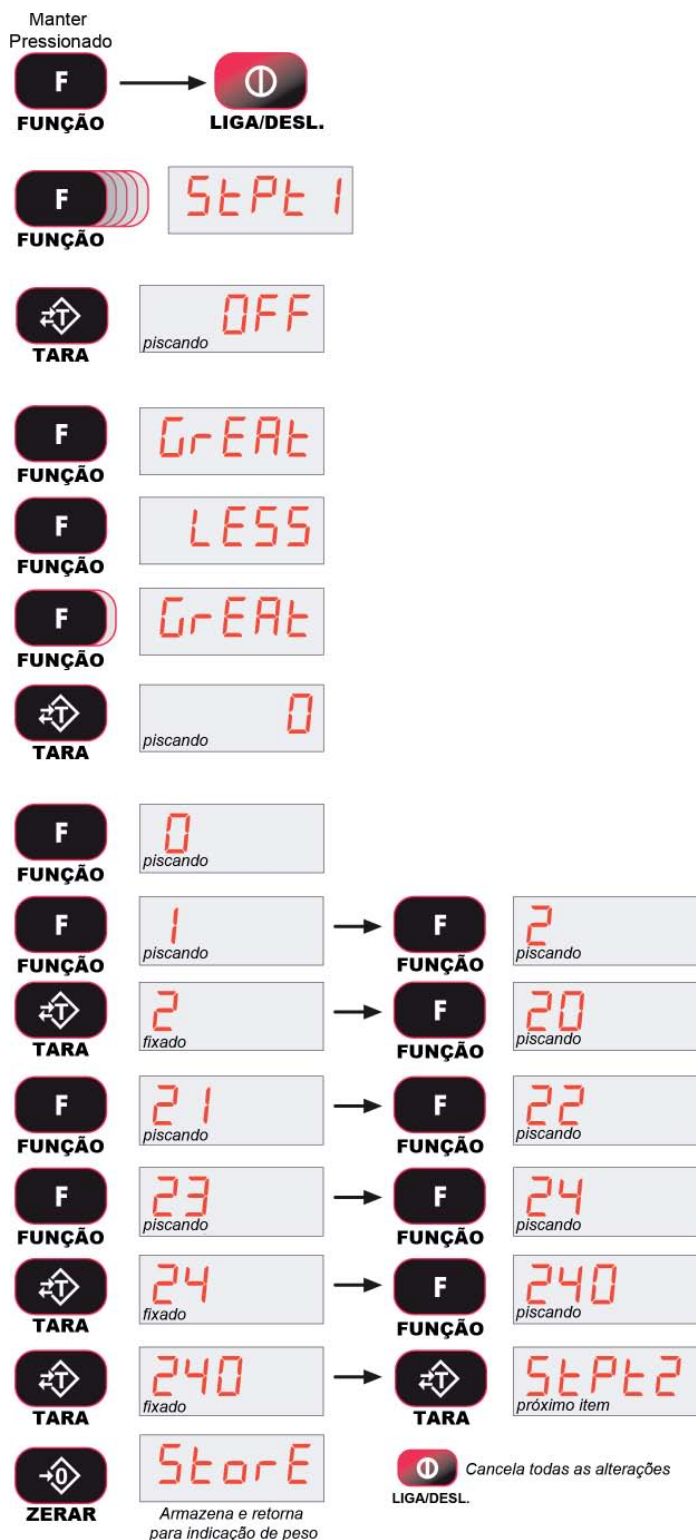 Manter
Pressionado
F
FUNÇÃO
LIGA/DESL.
F
FUNÇÃO
StPt 1
T
TARA
OFF
piscando
F
FUNÇÃO
GrEAt
F
FUNÇÃO
LESS
F
FUNÇÃO
GrEAt
T
TARA
0
piscando
F
FUNÇÃO
0
piscando
F
FUNÇÃO
1
piscando
F
FUNÇÃO
2
piscando
T
TARA
2
fixado
F
FUNÇÃO
20
piscando
F
FUNÇÃO
21
piscando
F
FUNÇÃO
22
piscando
F
FUNÇÃO
23
piscando
F
FUNÇÃO
24
piscando
T
TARA
24
fixado
F
FUNÇÃO
240
piscando
T
TARA
240
fixado
T
TARA
StPt2
próximo item
0
ZERAR
StorE
Armazena e retorna
para indicação de peso
LIGA/DESL.
Cancela todas as alterações